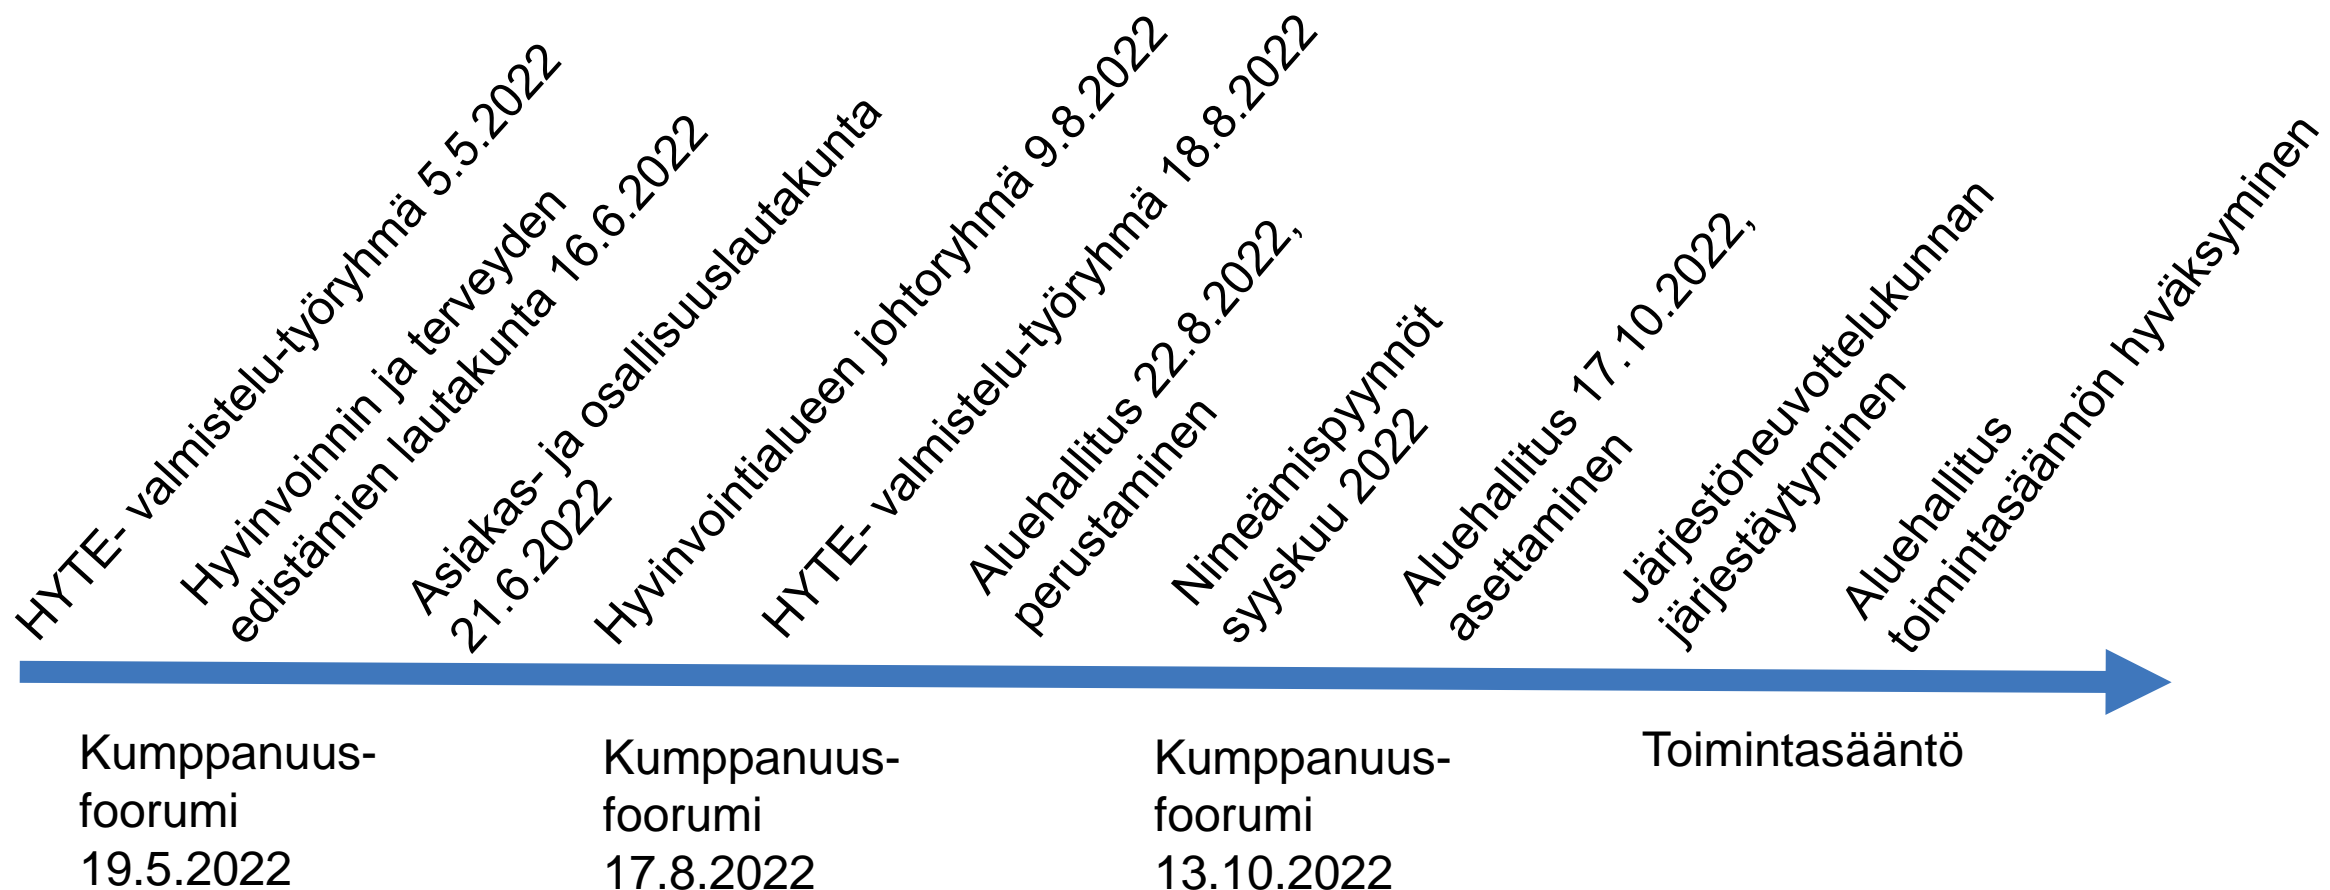 HYTE- valmistelu-työryhmä 5.5.2022
Hyvinvoinnin ja terveyden
edistämien lautakunta 16.6.2022
Asiakas- ja osallisuuslautakunta
21.6.2022
Hyvinvointialueen johtoryhmä 9.8.2022
HYTE- valmistelu-työryhmä 18.8.2022
Aluehallitus 22.8.2022,
perustaminen
Nimeämispyynnöt
syyskuu 2022
Aluehallitus 17.10.2022,
asettaminen
Järjestöneuvottelukunnan
järjestäytyminen
Aluehallitus
toimintasäännön hyväksyminen
Kumppanuus-
foorumi
19.5.2022
Kumppanuus-
foorumi
17.8.2022
Kumppanuus-
foorumi
13.10.2022
Toimintasääntö